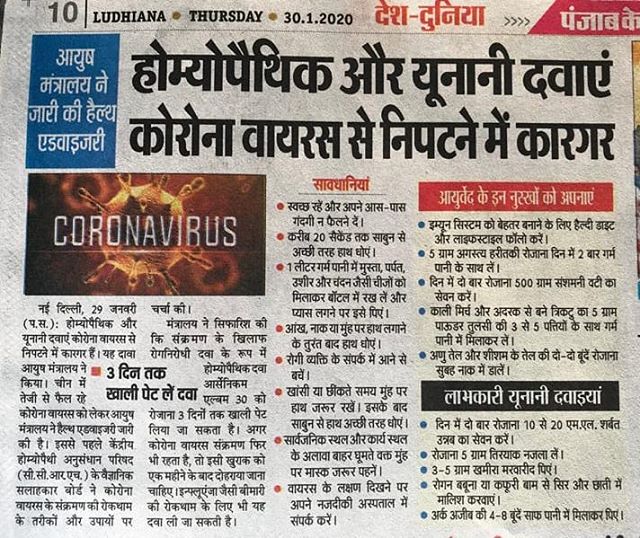 10
LUDHIANA • THURSDAY • 30.1.2020
देश-दुनिया
>>>>
पंजाब के
आयुष
मंत्रालय ने
जारी की हैल्थ
एडवाइजरी
होम्योपैथिक और यूनानी दवाएं
कोरोना वायरस से निपटने में कारगर
CORONAVIRUS
नई दिल्ली, 29 जनवरी
(प.स.): होम्योपैथिक और
यूनानी दवाएं कोरोना वायरस से
निपटने में कारगर हैं। यह दावा
आयुष मंत्रालय ने
किया। चीन में
तेजी से फैल रहे
कोरोना वायरस को लेकर आयुष
मंत्रालय ने हैल्थ एडवाइजरी जारी
की है। इससे पहले केंद्रीय
होम्योपैथी अनुसंधान परिषद
(सी.सी.आर.एच.) के वैज्ञानिक
सलाहकार बोर्ड ने कोरोना
वायरस के संक्रमण की रोकथाम
के तरीकों और उपायों पर
3 दिन तक
खाली पेट लें दवा
चर्चा की।
मंत्रालय ने सिफारिश की
कि संक्रमण के खिलाफ
रोगनिरोधी दवा के रूप में
होम्योपैथिक दवा
आर्सेनिकम
एल्बम 30 को
रोजाना 3 दिनों तक खाली पेट
लिया जा सकता है। अगर
कोरोना वायरस संक्रमण फिर
भी रहता है, तो इसी खुराक को
एक महीने के बाद दोहराया जाना
चाहिए। इन्फ्लूएंजा जैसी बीमारी
की रोकथाम के लिए भी यह
दवा ली जा सकती है।
सावधानियां
• स्वच्छ रहें और अपने आस-पास
गंदगी न फैलने दें।
• करीब 20 सैकेंड तक साबुन से
अच्छी तरह हाथ धोएं।
• 1 लीटर गर्म पानी में मुस्ता, पर्पत,
उशीर और चंदन जैसी चीजों को
मिलाकर बॉटल में रख लें और
प्यास लगने पर इसे पिएं।
• आंख, नाक या मुंह पर हाथ लगाने
के तुरंत बाद हाथ धोएं।
• रोगी व्यक्ति के संपर्क में आने से
बचें।
• खांसी या छींकते समय मुंह पर
हाथ जरूर रखें। इसके बाद
साबुन से हाथ अच्छी तरह धोएं।
• सार्वजनिक स्थल और कार्य स्थल
के अलावा बाहर घूमते वक्त मुंह
पर मास्क जरूर पहनें।
• वायरस के लक्षण दिखने पर
अपने नजदीकी अस्पताल में
संपर्क करें।
आयुर्वेद के इन नुस्खों को अपनाएं
• इम्यून सिस्टम को बेहतर बनाने के लिए हैल्दी डाइट
और लाइफस्टाइल फॉलो करें।
• 5 ग्राम अगस्त्य हरीतकी रोजाना दिन में 2 बार गर्म
पानी के साथ लें।
• दिन में दो बार रोजाना 500 ग्राम संशमनी वटी का
सेवन करें।
• काली मिर्च और अदरक से बने त्रिकटु का 5 ग्राम
पाऊडर तुलसी की 3 से 5 पत्तियों के साथ गर्म
पानी में मिलाकर लें।
• अणु तेल और शीशम के तेल की दो-दो बूंदें रोजाना
सुबह नाक में डालें।
लाभकारी यूनानी दवाइयां
• दिन में दो बार रोजाना 10 से 20 एम.एल. शर्बत
उन्नब का सेवन करें।
• रोजाना 5 ग्राम तिरयाक नजला लें।
• 3-5 ग्राम खमीरा मरवारीद पिएं।
• रोगन बबूना या कफूरी बाम से सिर और छाती में
मालिश करवाएं।
• अर्क अजीब की 4-8 बूंदें साफ पानी में मिलाकर पिएं।